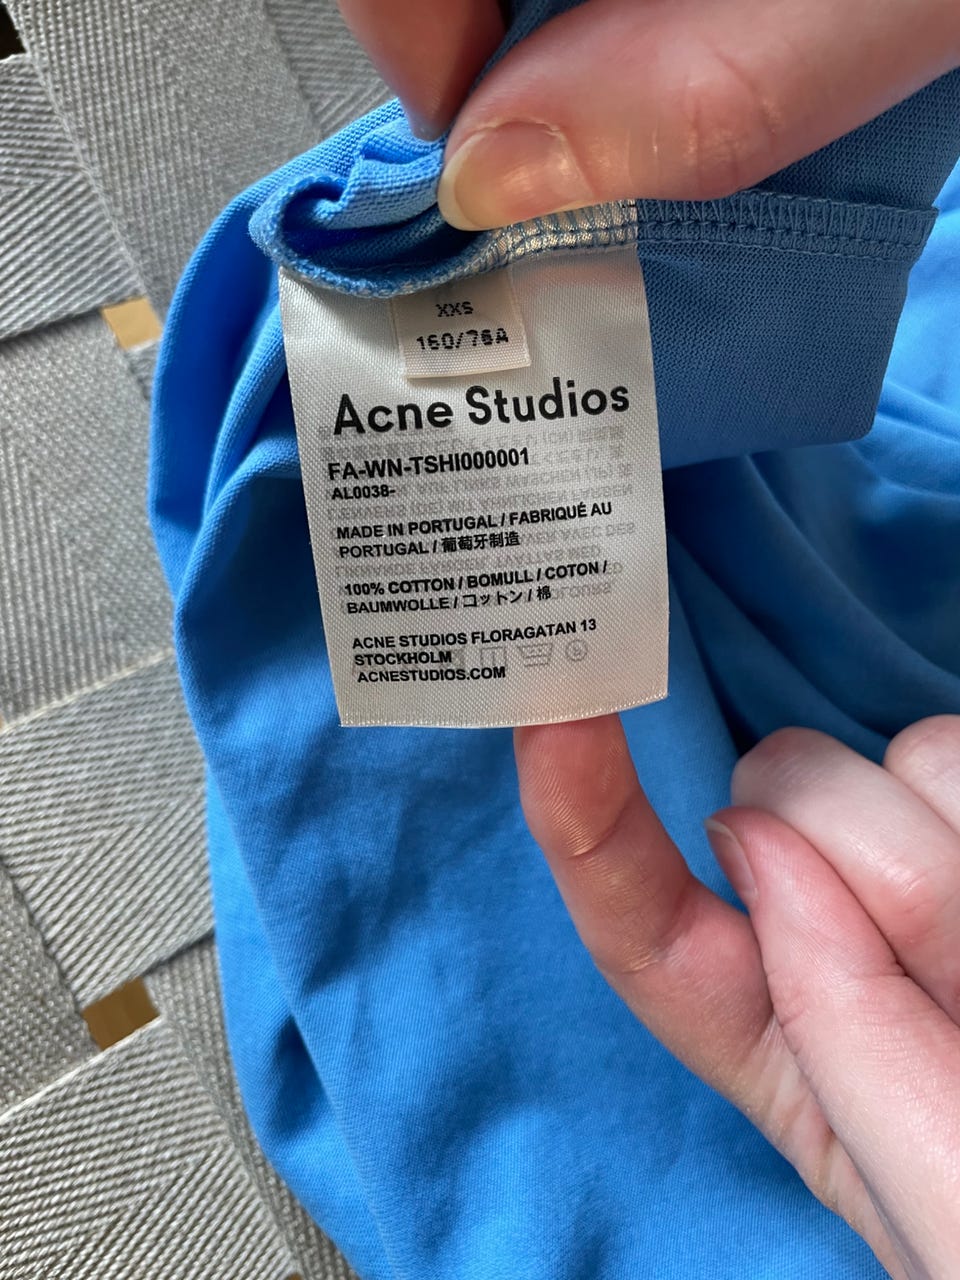 XXS
160/76A
Acne Studios
FA-WN-TSHI000001
AL0038-
MADE IN PORTUGAL / FABRIQUÉ AU
PORTUGAL / 葡萄牙制造
100% COTTON / BOMULL / COTON /
BAUMWOLLE / コットン / 棉
ACNE STUDIOS FLORAGATAN 13
STOCKHOLM
ACNESTUDIOS.COM